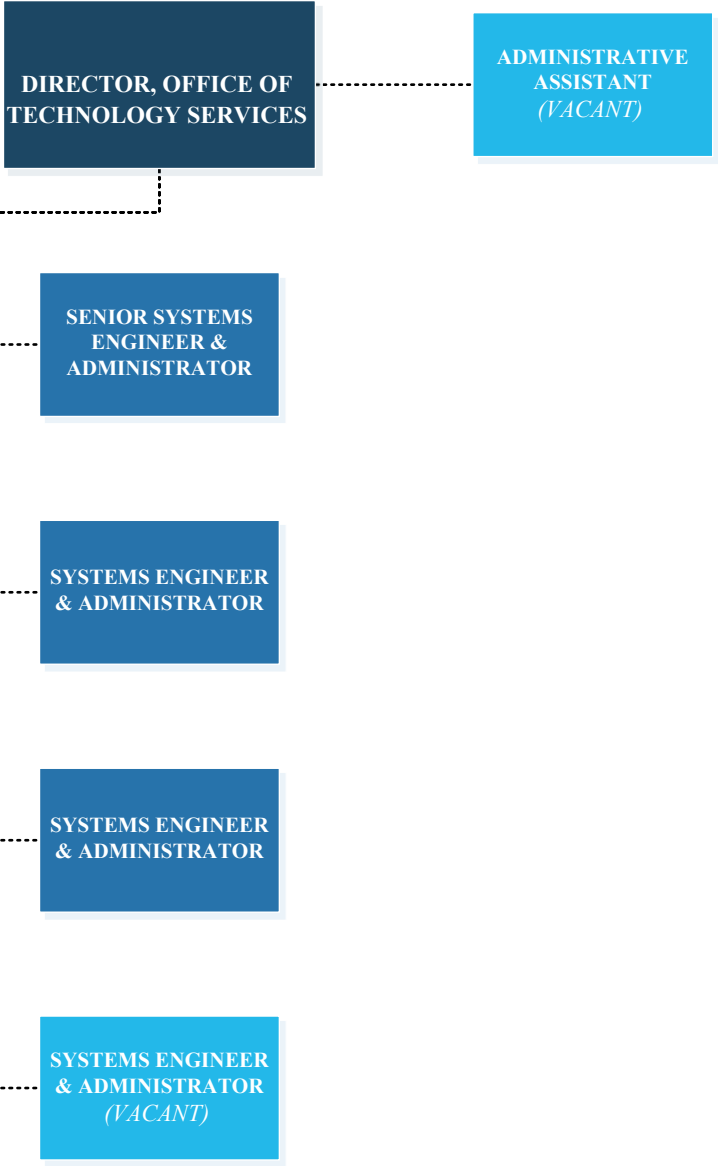 DIRECTOR, OFFICE OF
TECHNOLOGY SERVICES
ADMINISTRATIVE
ASSISTANT
(VACANT)
SENIOR SYSTEMS
ENGINEER &
ADMINISTRATOR
SYSTEMS ENGINEER
& ADMINISTRATOR
SYSTEMS ENGINEER
& ADMINISTRATOR
SYSTEMS ENGINEER
& ADMINISTRATOR
(VACANT)